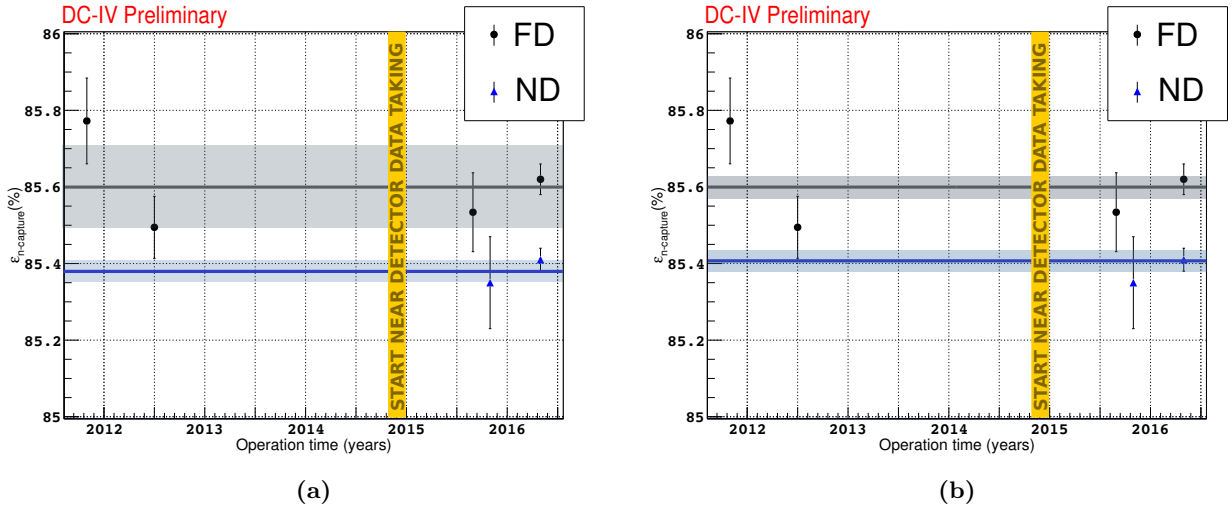 DC-IV Preliminary
FD
ND
START NEAR DETECTOR DATA TAKING
86
85.8
85.6
85.4
85.2
85
εn-capture(%)
2012 2013 2014 2015 2016
Operation time (years)
(a)
DC-IV Preliminary
FD
ND
START NEAR DETECTOR DATA TAKING
86
85.8
85.6
85.4
85.2
85
εn-capture(%)
2012 2013 2014 2015 2016
Operation time (years)
(b)